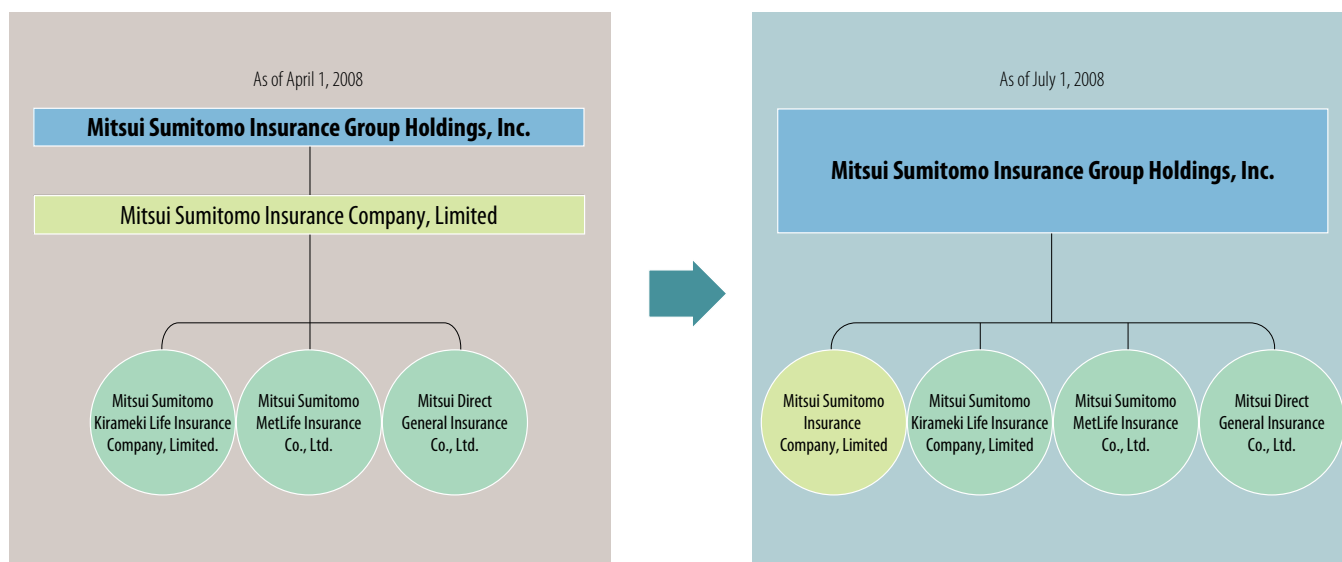 As of April 1, 2008
Mitsui Sumitomo Insurance Group Holdings, Inc.
Mitsui Sumitomo Insurance Company, Limited
Mitsui Sumitomo
Kirameki Life Insurance
Company, Limited.
Mitsui Sumitomo
MetLife Insurance
Co., Ltd.
Mitsui Direct
General Insurance
Co., Ltd.
As of July 1, 2008
Mitsui Sumitomo Insurance Group Holdings, Inc.
Mitsui Sumitomo
Insurance
Company, Limited
Mitsui Sumitomo
Kirameki Life Insurance
Company, Limited
Mitsui Sumitomo
MetLife Insurance
Co., Ltd.
Mitsui Direct
General Insurance
Co., Ltd.